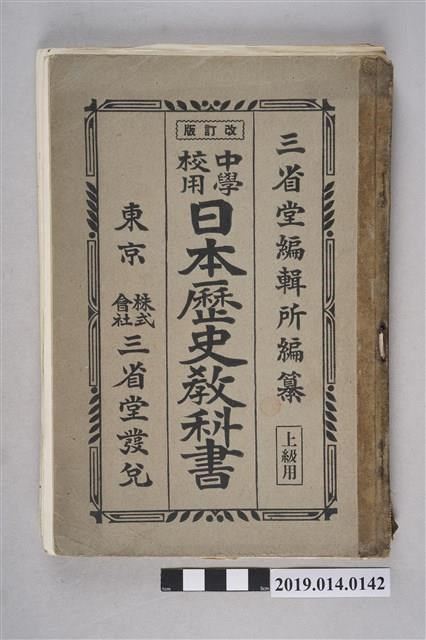 三省堂編輯所編纂
上級用
改訂版
中學校用
日本歷史教科書
東京
株式會社
三省堂發兌
2019.014.0142